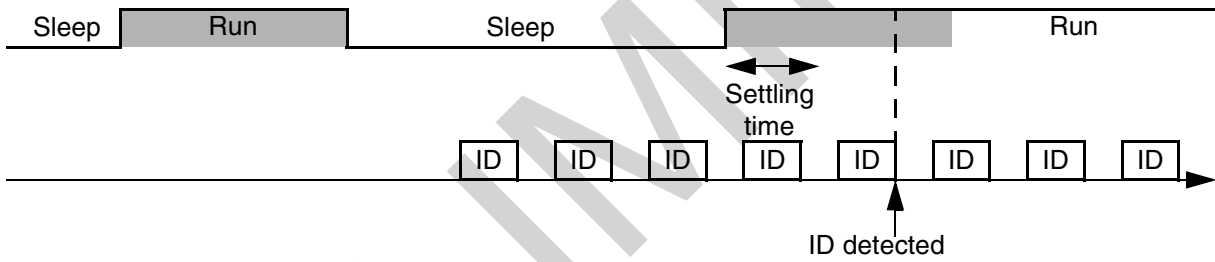 Sleep Run Sleep Run
Settling
time
ID ID ID ID ID ID ID ID
ID detected